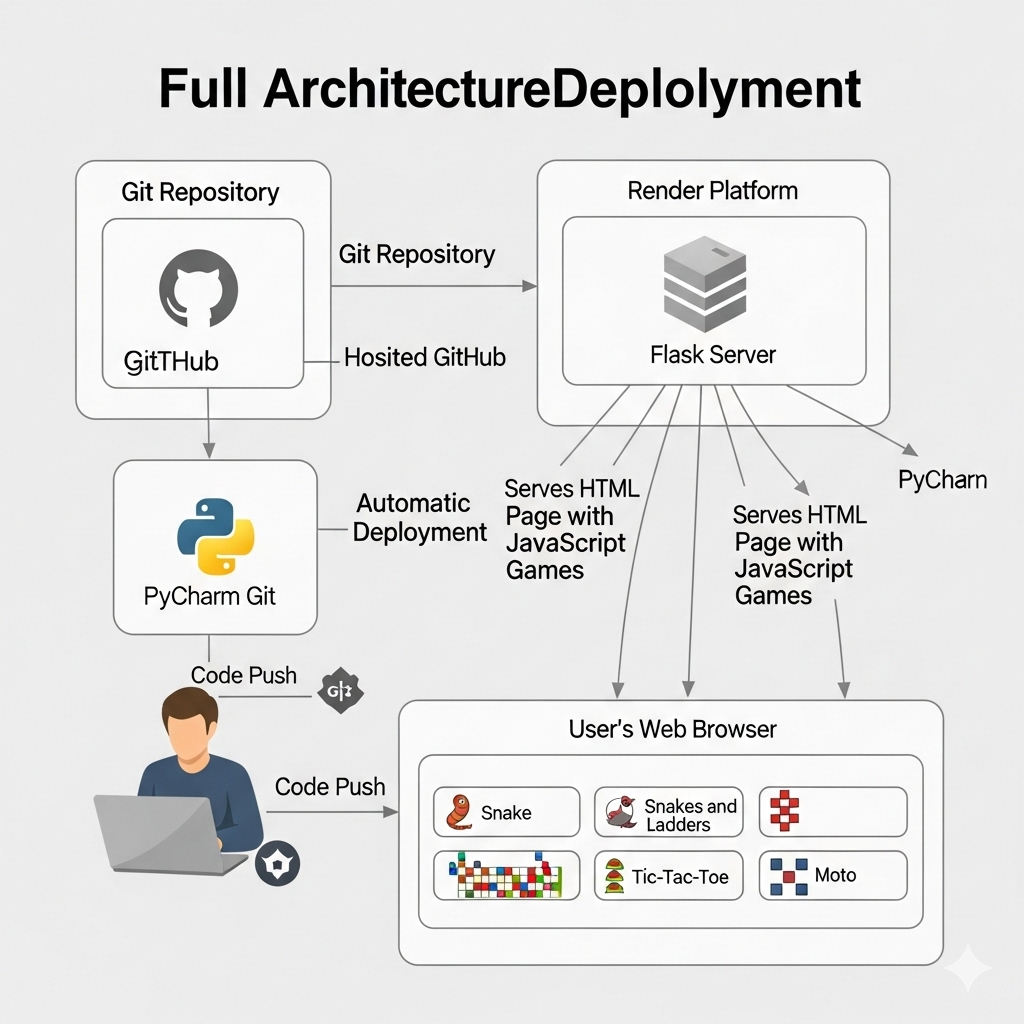 Full ArchitectureDeplolyment
Git Repository
GitTHub
Git Repository
Hosited GitHub
Render Platform
Flask Server
PyCharm Git
Automatic
Deployment
Serves HTML
Page with
JavaScript
Games
Serves HTML
Page with
JavaScript
Games
PyCharn
Code Push
Code Push
User's Web Browser
Snake
Snakes and
Ladders
Tic-Tac-Toe
Moto